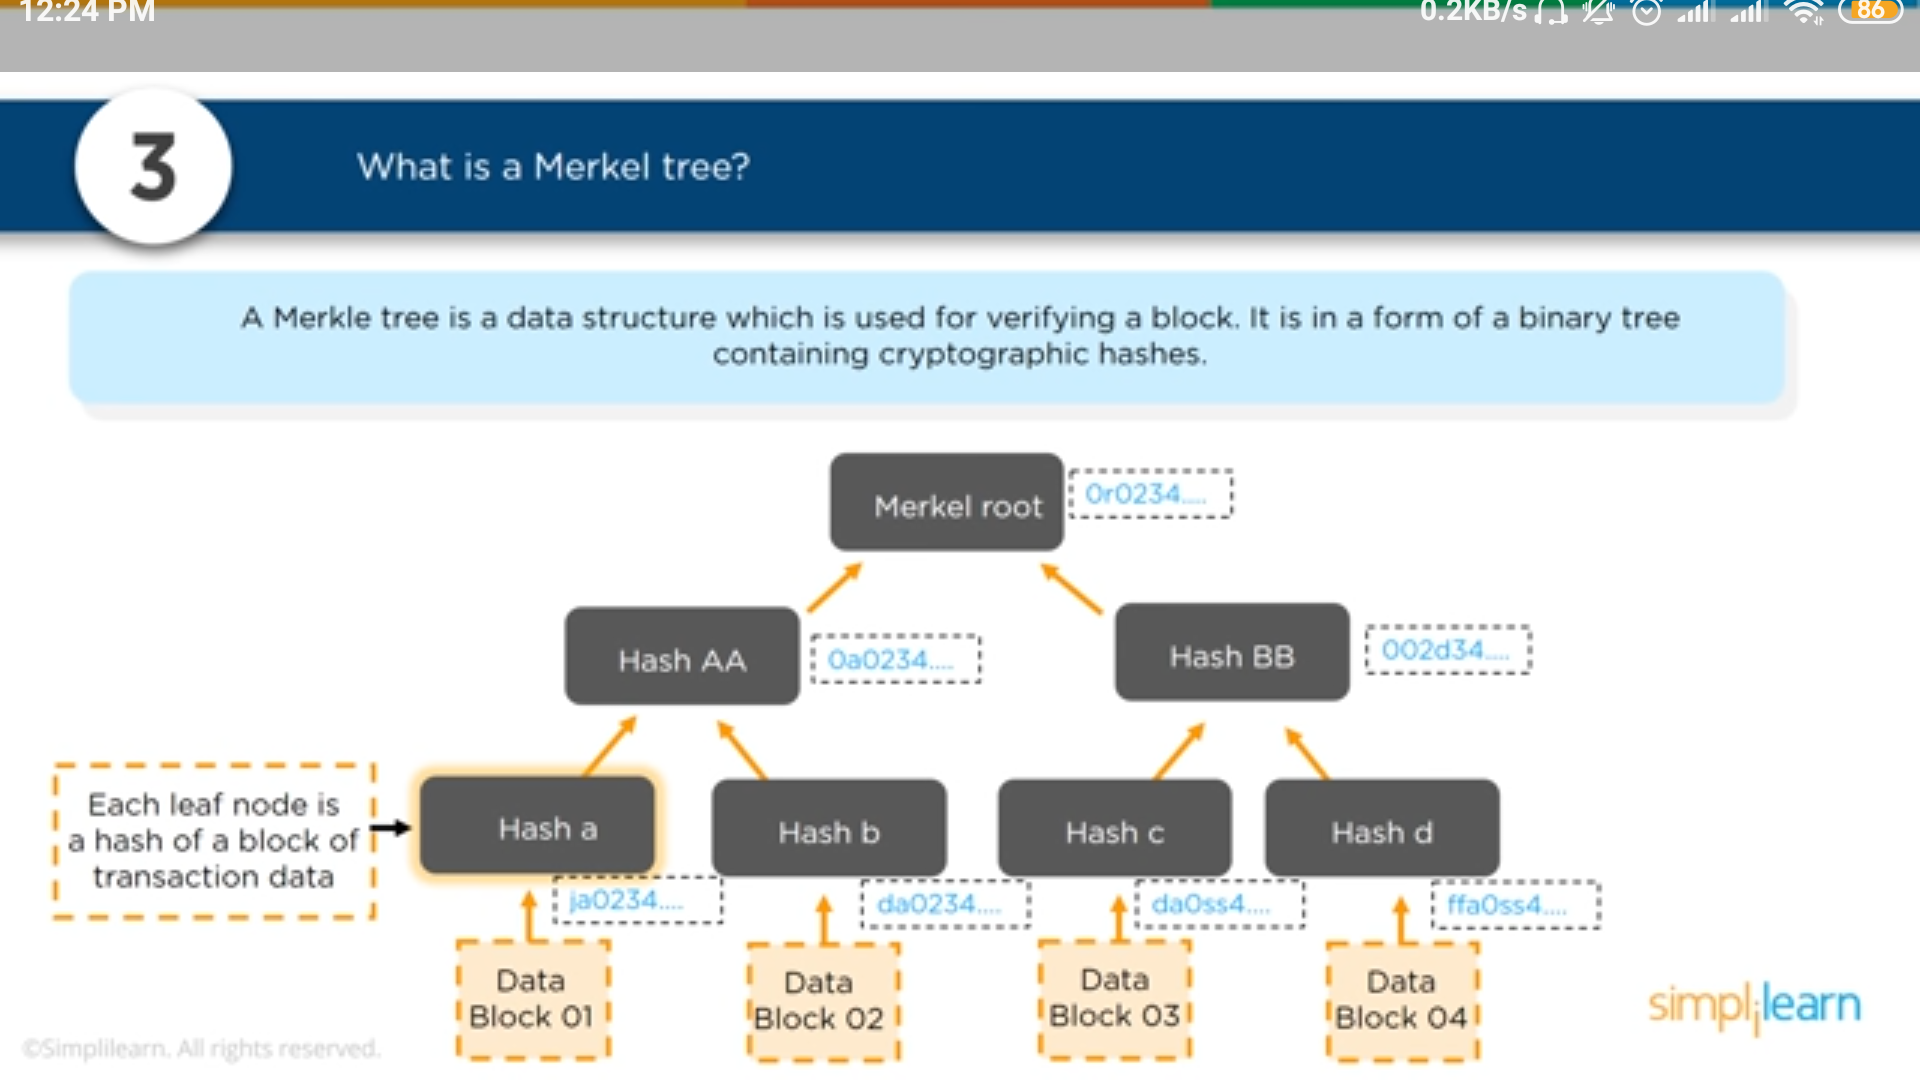 12:24 PM
0.2KB/s
86
3
What is a Merkel tree?
A Merkle tree is a data structure which is used for verifying a block. It is in a form of a binary tree
containing cryptographic hashes.
Merkel root
0r0234....
Hash AA
0a0234....
Hash BB
002d34....
Each leaf node is
a hash of a block of
transaction data
Hash a
Hash b
Hash c
Hash d
ja0234....
da0234....
da0ss4....
ffa0ss4....
Data
Block 01
Data
Block 02
Data
Block 03
Data
Block 04
simplilearn
©Simplilearn. All rights reserved.